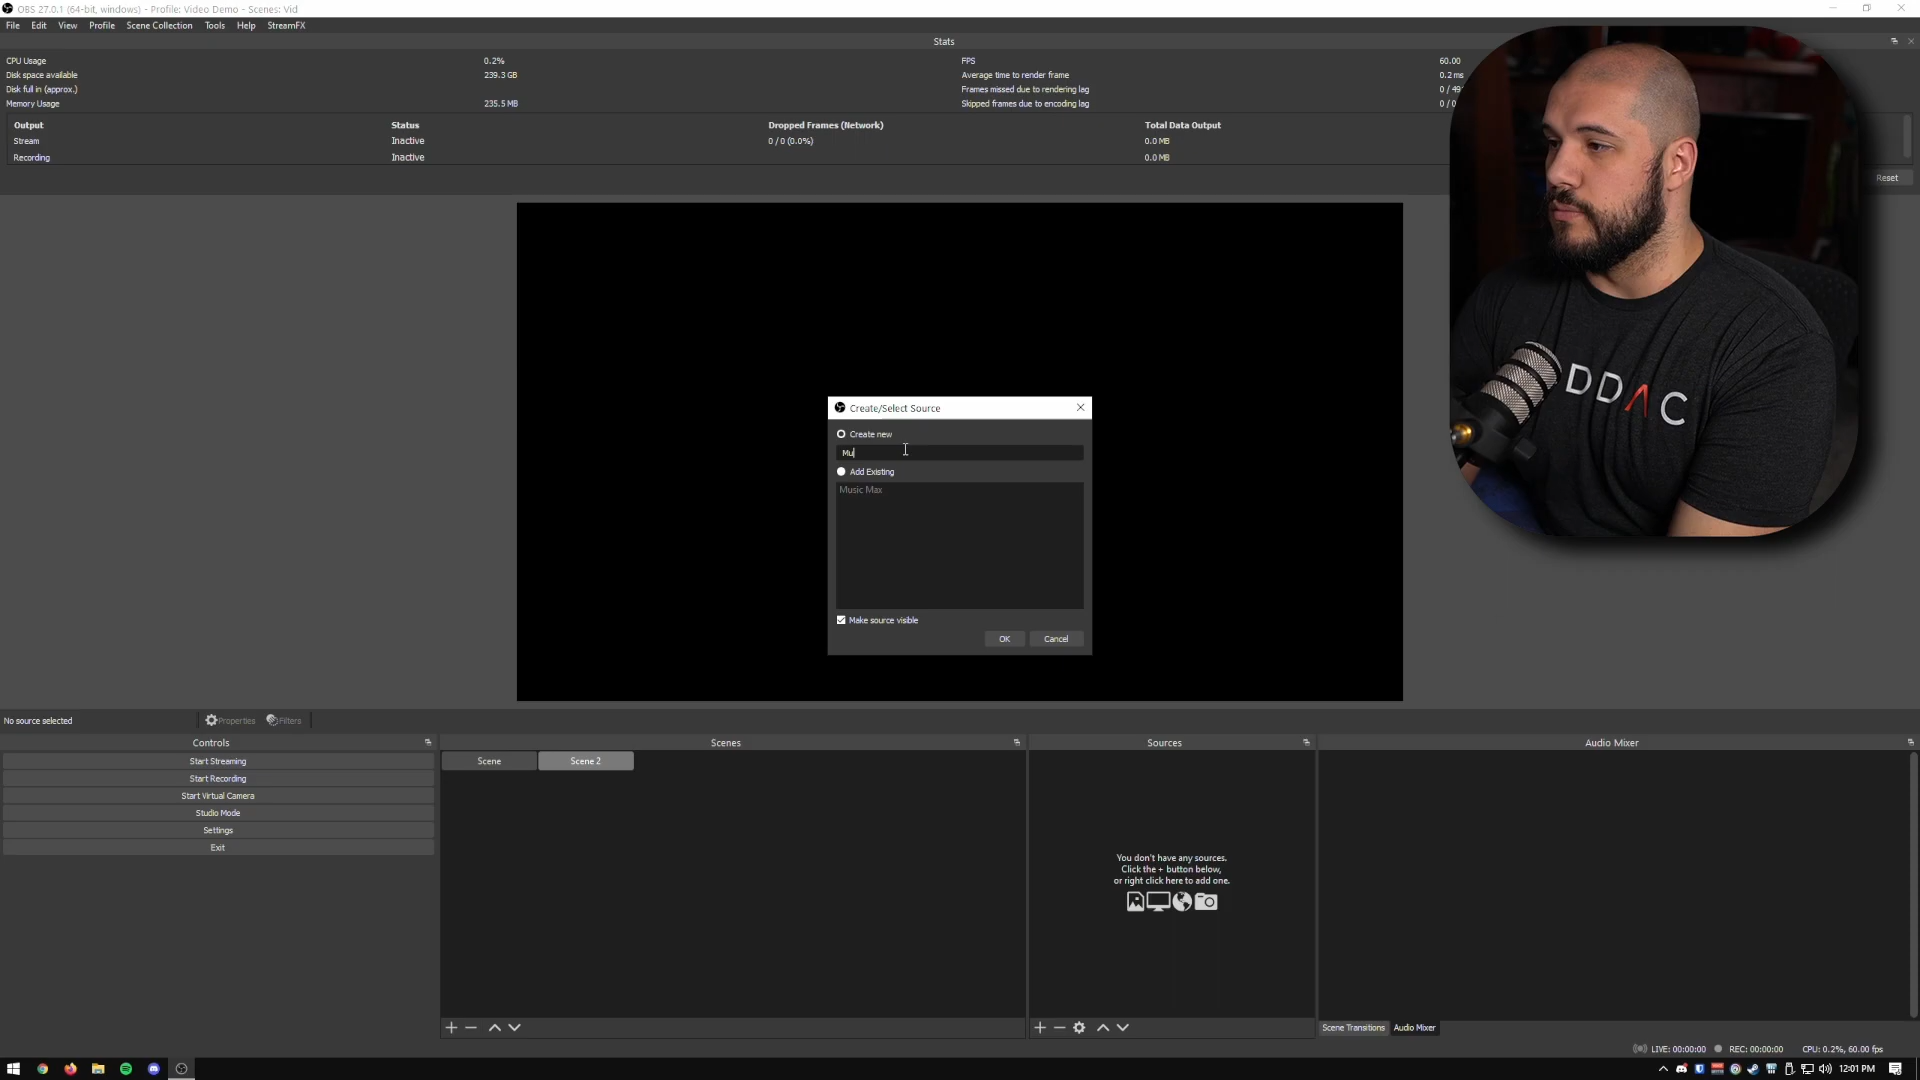 OBS 27.0.1 (64-bit, windows) - Profile: Video Demo - Scenes: Vid
File Edit View Profile Scene Collection Tools Help StreamFX
Stats
CPU Usage 0.2% FPS 60.00
Disk space available 239.3 GB Average time to render frame 0.2 ms
Disk full in (approx.) Frames missed due to rendering lag 0 / 49
Memory Usage 235.5 MB Skipped frames due to encoding lag 0 / 0
Output Status Dropped Frames (Network) Total Data Output
Stream Inactive 0 / 0 (0.0%) 0.0 MB
Recording Inactive 0.0 MB
Reset
DDAC
Create/Select Source
Create new
Mu
Add Existing
Music Max
Make source visible
OK Cancel
No source selected Properties Filters
Controls Scenes Sources Audio Mixer
Start Streaming
Start Recording
Start Virtual Camera
Studio Mode
Settings
Exit
Scene Scene 2
You don't have any sources.
Click the + button below,
or right click here to add one.
Scene Transitions Audio Mixer
LIVE: 00:00:00 REC: 00:00:00 CPU: 0.2%, 60.00 fps
12:01 PM